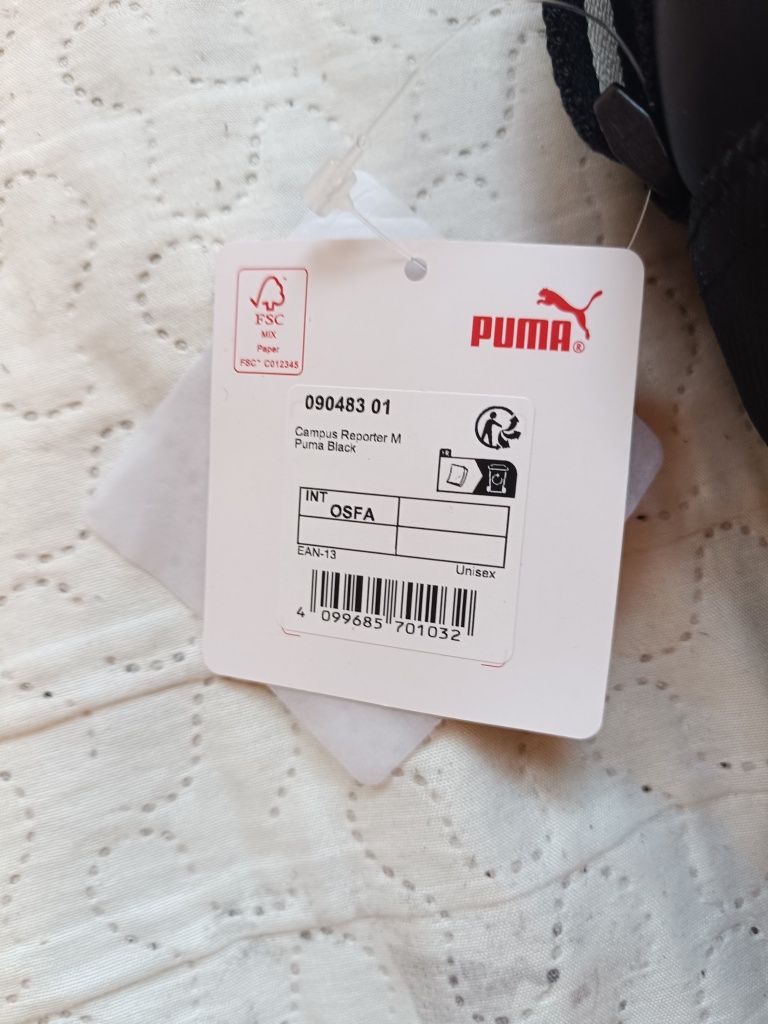 FSC
MIX
Paper
FSC™ C012345
PUMA®
090483 01
Campus Reporter M
Puma Black
INT
OSFA
EAN-13
Unisex
4 099685 701032